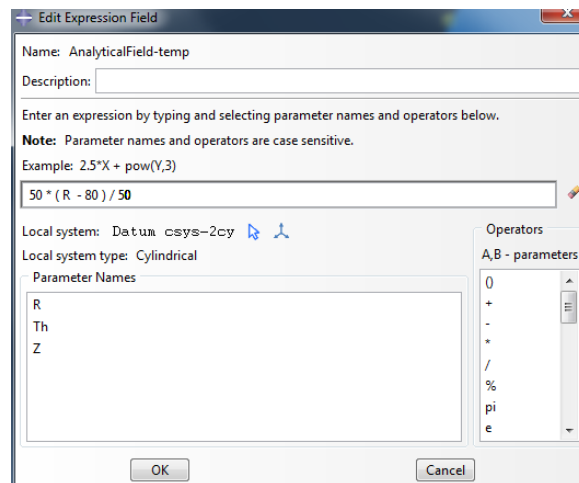 Edit Expression Field
Name: AnalyticalField-temp
Description:
Enter an expression by typing and selecting parameter names and operators below.
Note: Parameter names and operators are case sensitive.
Example: 2.5*X + pow(Y,3)
50 * ( R - 80 ) / 50
Local system: Datum csys-2cy
Local system type: Cylindrical
Parameter Names
R
Th
Z
Operators
A,B - parameters
()
+
-
*
/
%
pi
e
OK
Cancel